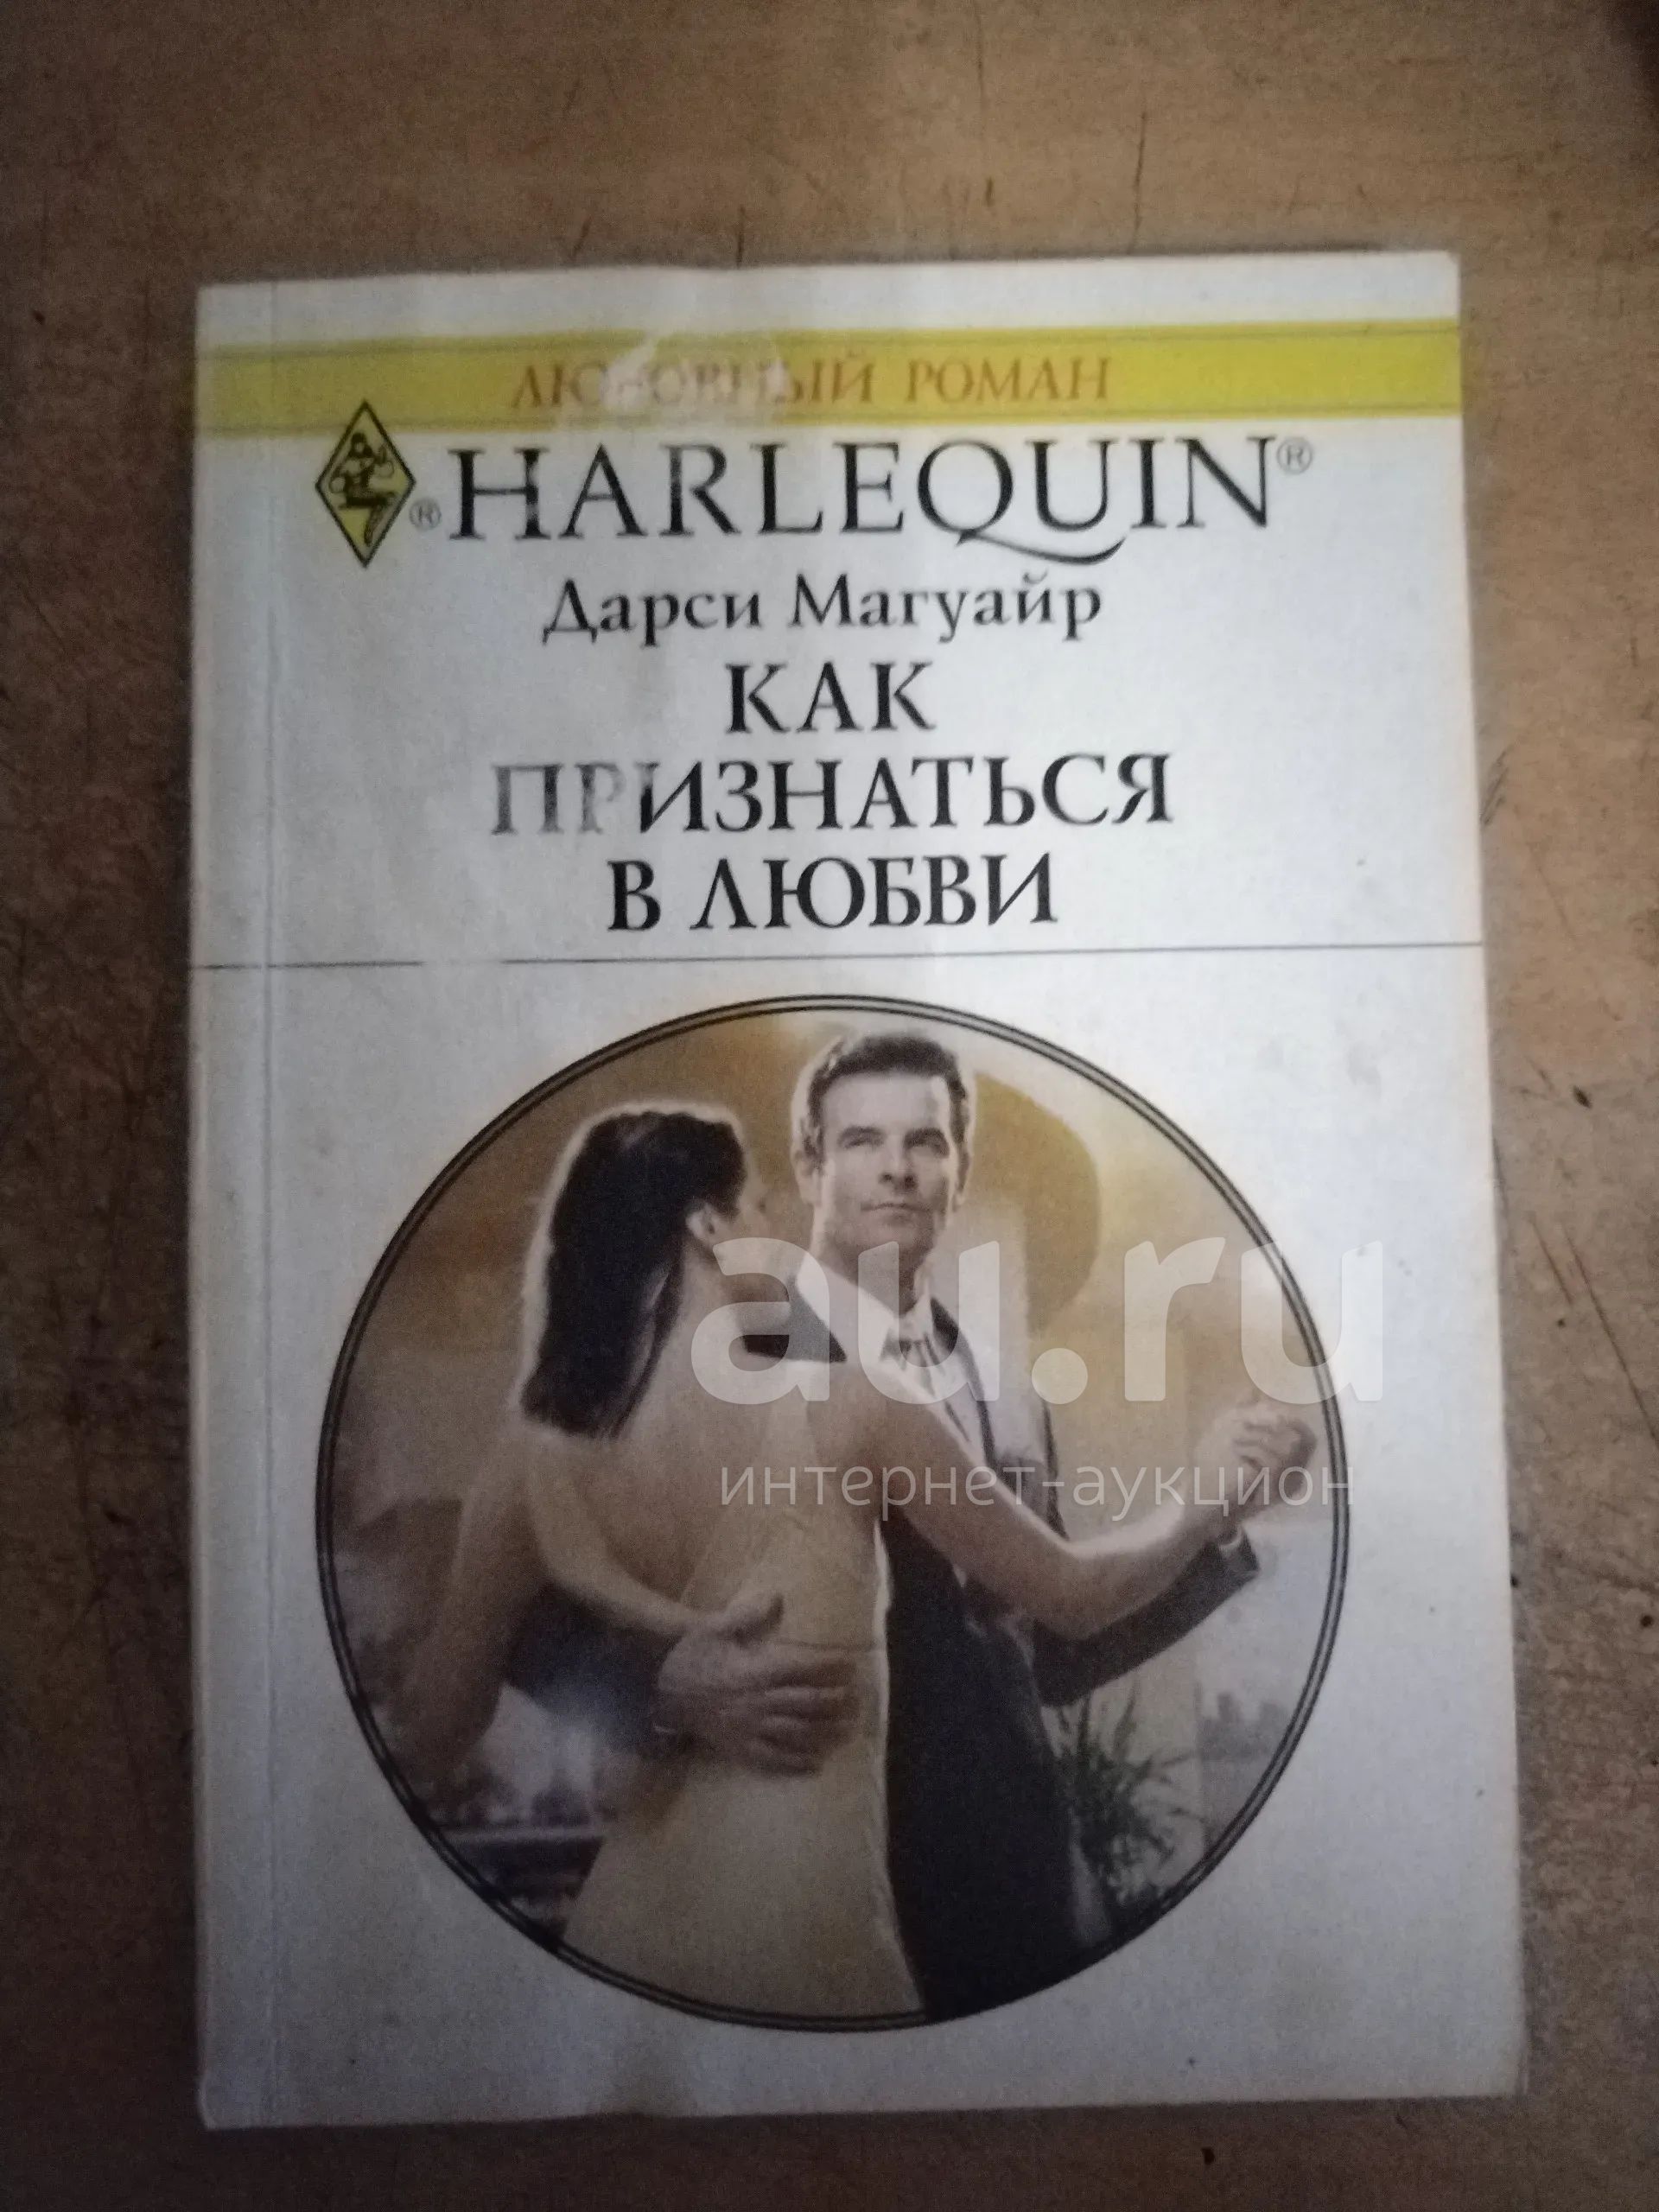 ЛЮБОВНЫЙ РОМАН
® HARLEQUIN®
Дарси Магуайр
КАК
ПРИЗНАТЬСЯ
В ЛЮБВИ
au.ru
интернет-аукцион